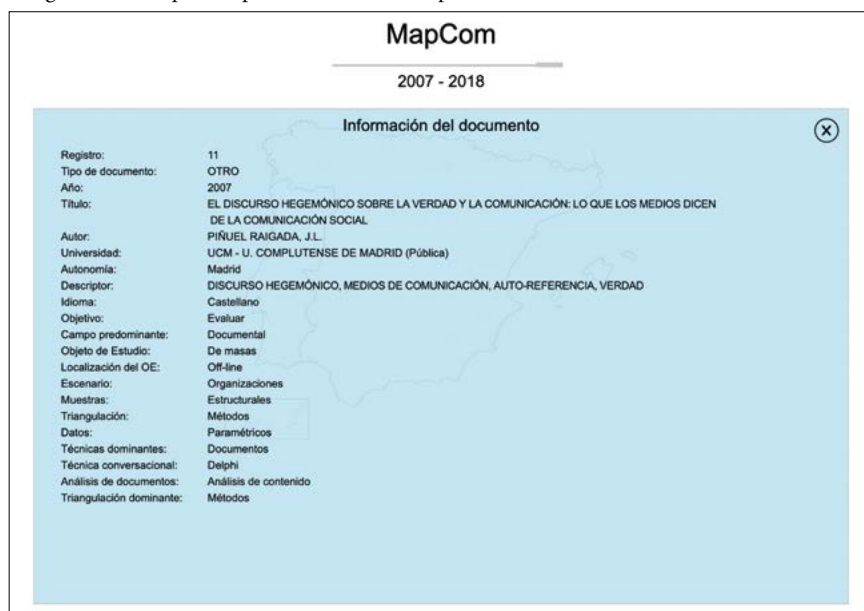 MapCom
2007 - 2018
Información del documento
Registro: 11
Tipo de documento: OTRO
Año: 2007
Título: EL DISCURSO HEGEMÓNICO SOBRE LA VERDAD Y LA COMUNICACIÓN: LO QUE LOS MEDIOS DICEN
DE LA COMUNICACIÓN SOCIAL
Autor: PIÑUEL RAIGADA, J.L.
Universidad: UCM - U. COMPLUTENSE DE MADRID (Pública)
Autonomía: Madrid
Descriptor: DISCURSO HEGEMÓNICO, MEDIOS DE COMUNICACIÓN, AUTO-REFERENCIA, VERDAD
Idioma: Castellano
Objetivo: Evaluar
Campo predominante: Documental
Objeto de Estudio: De masas
Localización del OE: Off-line
Escenario: Organizaciones
Muestras: Estructurales
Triangulación: Métodos
Datos: Paramétricos
Técnicas dominantes: Documentos
Técnica conversacional: Delphi
Análisis de documentos: Análisis de contenido
Triangulación dominante: Métodos